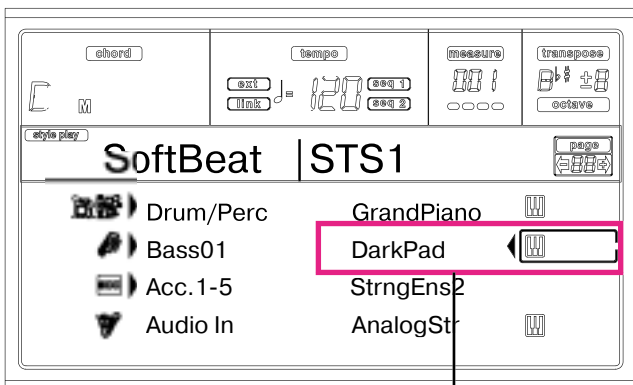 chord tempo measure transpose
C M ext link = 120 seq 1 seq 2 001 B♭ ♯ ±8 octave
style play page
SoftBeat | STS1 88
Drum/Perc GrandPiano
Bass01 DarkPad
Acc.1-5 StrngEns2
Audio In AnalogStr